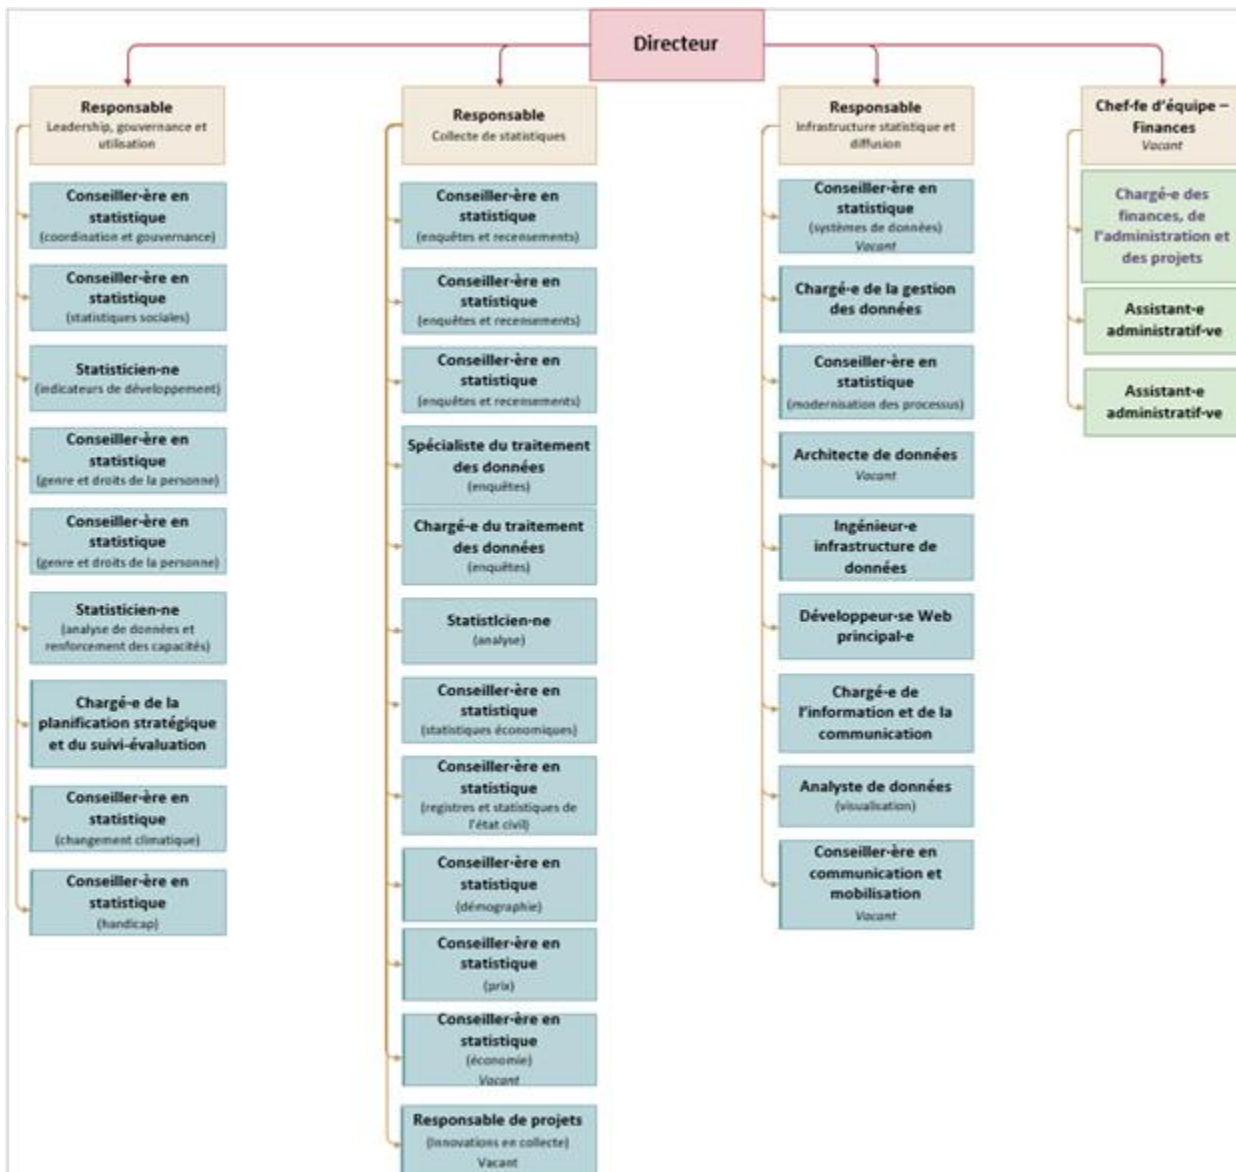 Directeur
Responsable
Leadership, gouvernance et
utilisation
Conseiller-ère en
statistique
(coordination et gouvernance)
Conseiller-ère en
statistique
(statistiques sociales)
Statisticien-ne
(indicateurs de développement)
Conseiller-ère en
statistique
(genre et droits de la personne)
Conseiller-ère en
statistique
(genre et droits de la personne)
Statisticien-ne
(analyse de données et
renforcement des capacités)
Chargé-e de la
planification stratégique
et du suivi-évaluation
Conseiller-ère en
statistique
(changement climatique)
Conseiller-ère en
statistique
(handicap)
Responsable
Collecte de statistiques
Conseiller-ère en
statistique
(enquêtes et recensements)
Conseiller-ère en
statistique
(enquêtes et recensements)
Conseiller-ère en
statistique
(enquêtes et recensements)
Spécialiste du traitement
des données
(enquêtes)
Chargé-e du traitement
des données
(enquêtes)
Statisticien-ne
(analyse)
Conseiller-ère en
statistique
(statistiques économiques)
Conseiller-ère en
statistique
(registres et statistiques de
l'état civil)
Conseiller-ère en
statistique
(démographie)
Conseiller-ère en
statistique
(prix)
Conseiller-ère en
statistique
(économie)
Vacant
Responsable de projets
(Innovations en collecte)
Vacant
Responsable
Infrastructure statistique et
diffusion
Conseiller-ère en
statistique
(systèmes de données)
Vacant
Chargé-e de la gestion
des données
Conseiller-ère en
statistique
(modernisation des processus)
Architecte de données
Vacant
Ingénieur-e
infrastructure de
données
Développeur-se Web
principal-e
Chargé-e de
l'information et de la
communication
Analyste de données
(visualisation)
Conseiller-ère en
communication et
mobilisation
Vacant
Chef-fe d'équipe –
Finances
Vacant
Chargé-e des
finances, de
l'administration et
des projets
Assistant-e
administratif-ve
Assistant-e
administratif-ve